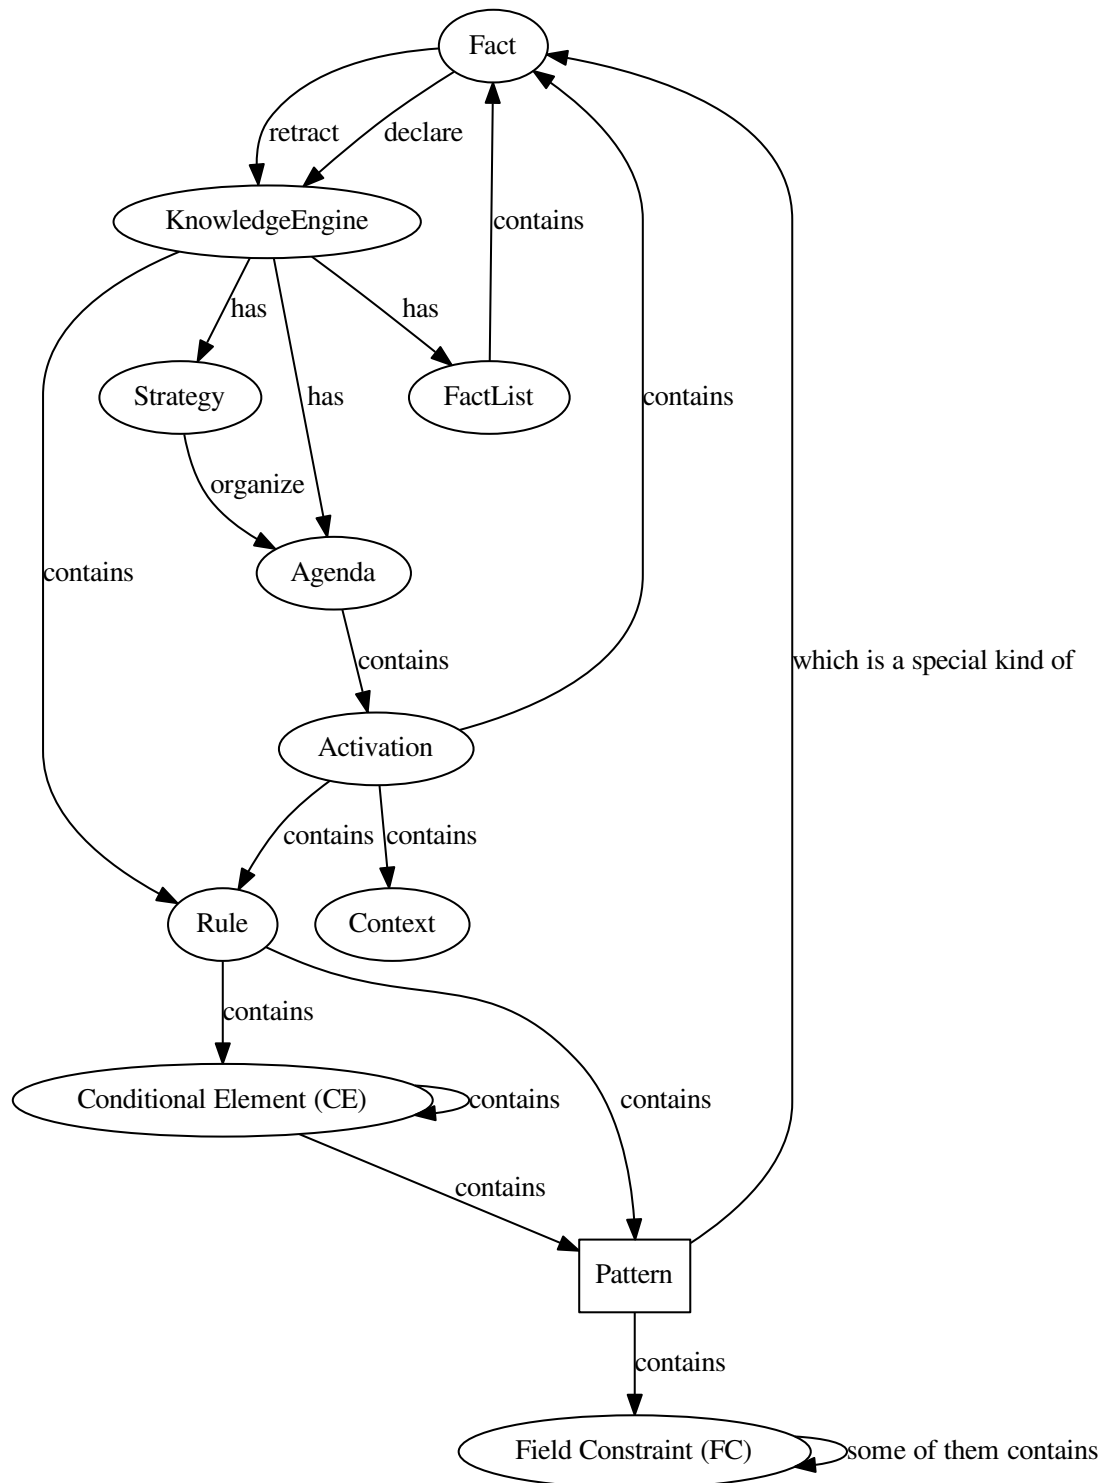 Fact
retract
declare
KnowledgeEngine
contains
has
has
Strategy
has
FactList
contains
organize
contains
Agenda
which is a special kind of
contains
Activation
contains
contains
Rule
Context
contains
Conditional Element (CE)
contains
contains
contains
Pattern
contains
Field Constraint (FC)
some of them contains